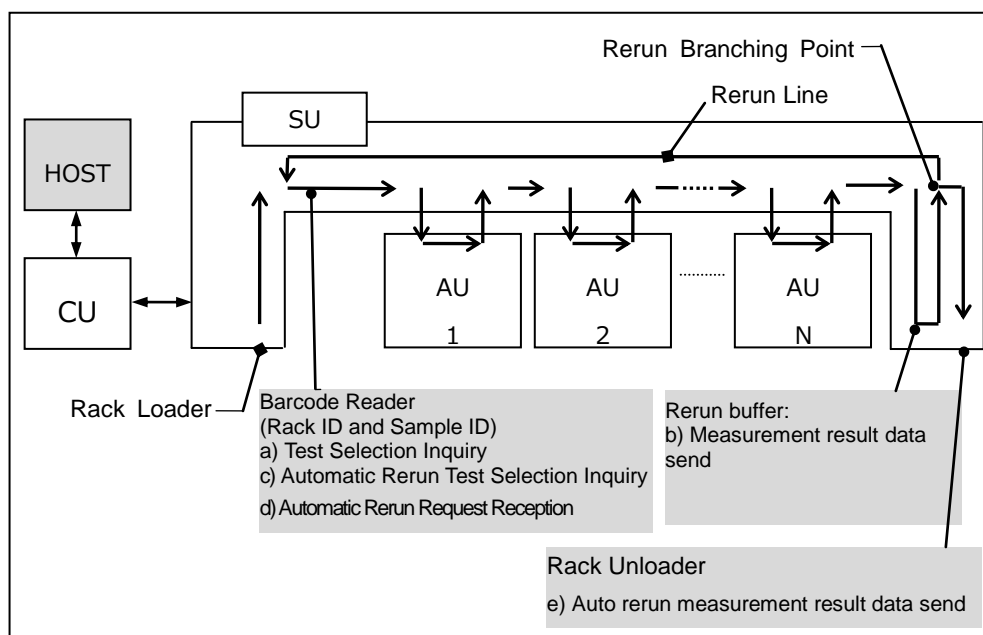 Rerun Branching Point
Rerun Line
SU
HOST
CU
AU
1
AU
2
AU
N
Rack Loader
Barcode Reader
(Rack ID and Sample ID)
a) Test Selection Inquiry
c) Automatic Rerun Test Selection Inquiry
d) Automatic Rerun Request Reception
Rerun buffer:
b) Measurement result data
send
Rack Unloader
e) Auto rerun measurement result data send